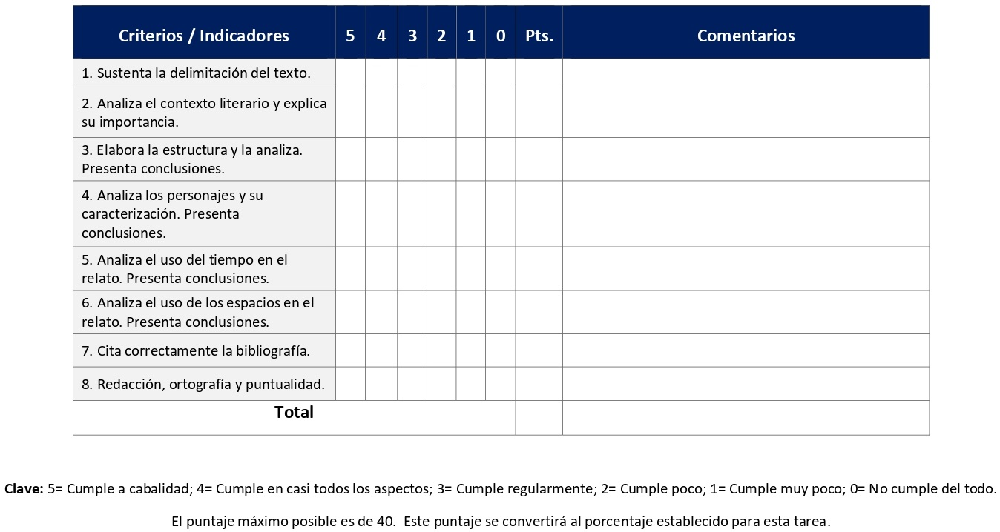 Criterios / Indicadores 5 4 3 2 1 0 Pts. Comentarios
1. Sustenta la delimitación del texto.
2. Analiza el contexto literario y explica
su importancia.
3. Elabora la estructura y la analiza.
Presenta conclusiones.
4. Analiza los personajes y su
caracterización. Presenta
conclusiones.
5. Analiza el uso del tiempo en el
relato. Presenta conclusiones.
6. Analiza el uso de los espacios en el
relato. Presenta conclusiones.
7. Cita correctamente la bibliografía.
8. Redacción, ortografía y puntualidad.
Total
Clave: 5= Cumple a cabalidad; 4= Cumple en casi todos los aspectos; 3= Cumple regularmente; 2= Cumple poco; 1= Cumple muy poco; 0= No cumple del todo.
El puntaje máximo posible es de 40. Este puntaje se convertirá al porcentaje establecido para esta tarea.